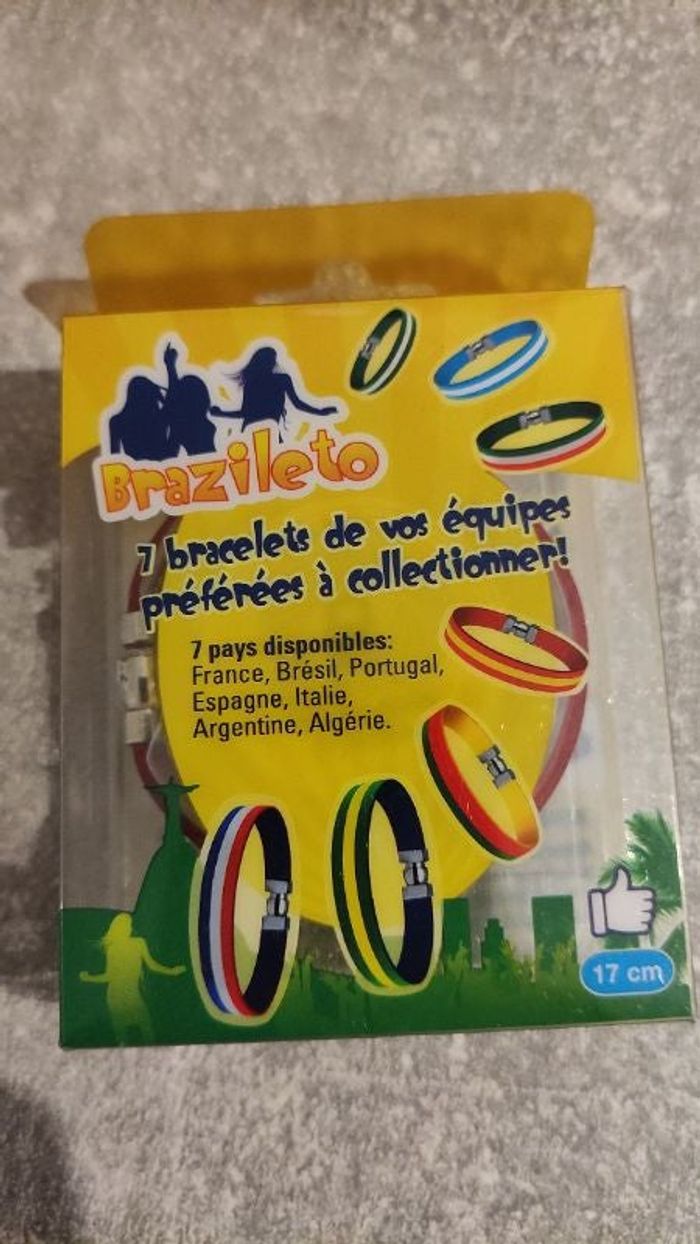 Brazileto
7 bracelets de vos équipes
préférées à collectionner!
7 pays disponibles:
France, Brésil, Portugal,
Espagne, Italie,
Argentine, Algérie.
17 cm